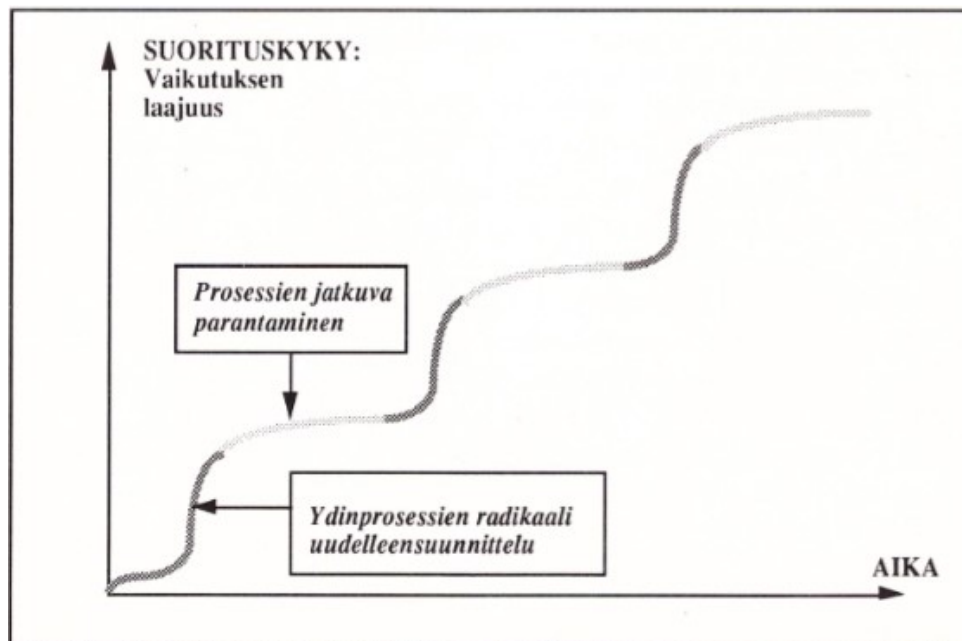 SUORITUSKYKY:
Vaikutuksen
laajuus
Prosessien jatkuva
parantaminen
Ydinprosessien radikaali
uudelleensuunnittelu
AIKA